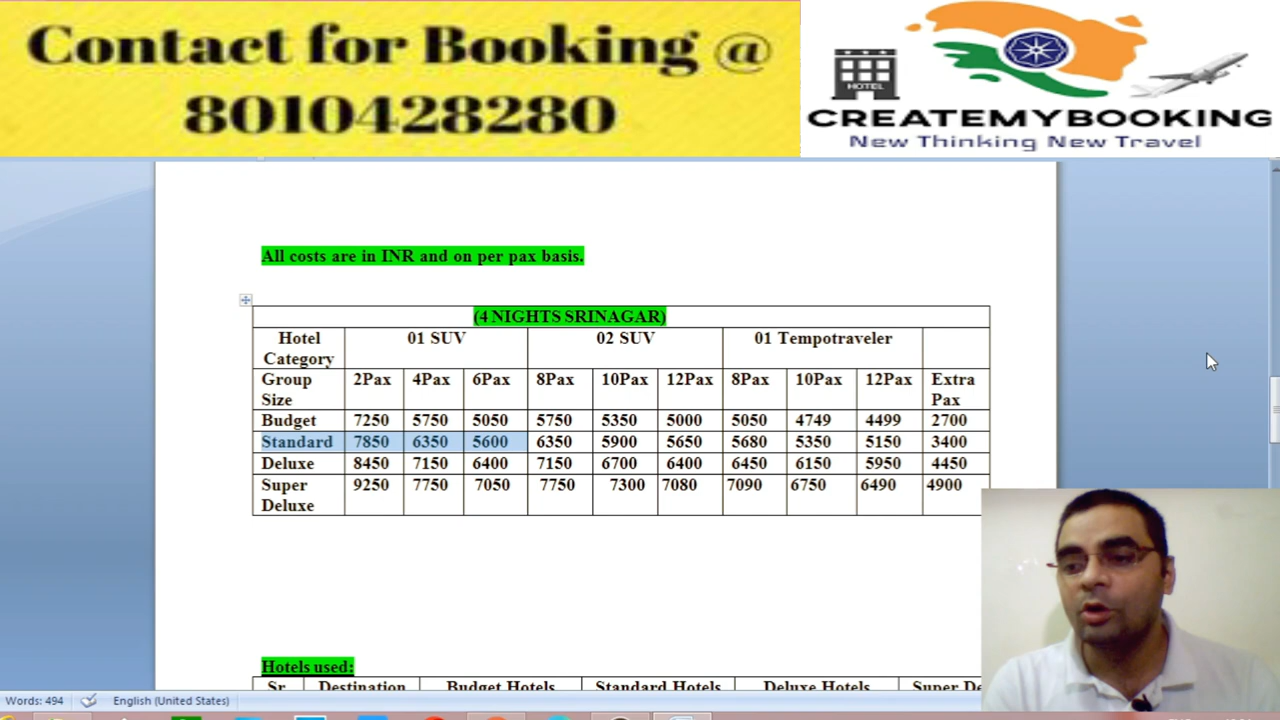 Contact for Booking @
8010428280
HOTEL
CREATEMYBOOKING
New Thinking New Travel
All costs are in INR and on per pax basis.
(4 NIGHTS SRINAGAR)
Hotel Category 01 SUV 02 SUV 01 Tempotraveler
Group Size 2Pax 4Pax 6Pax 8Pax 10Pax 12Pax 8Pax 10Pax 12Pax Extra Pax
Budget 7250 5750 5050 5750 5350 5000 5050 4749 4499 2700
Standard 7850 6350 5600 6350 5900 5650 5680 5350 5150 3400
Deluxe 8450 7150 6400 7150 6700 6400 6450 6150 5950 4450
Super Deluxe 9250 7750 7050 7750 7300 7080 7090 6750 6490 4900
Hotels used:
Sr Destination Budget Hotels Standard Hotels Deluxe Hotels Super De
Words: 494 English (United States)